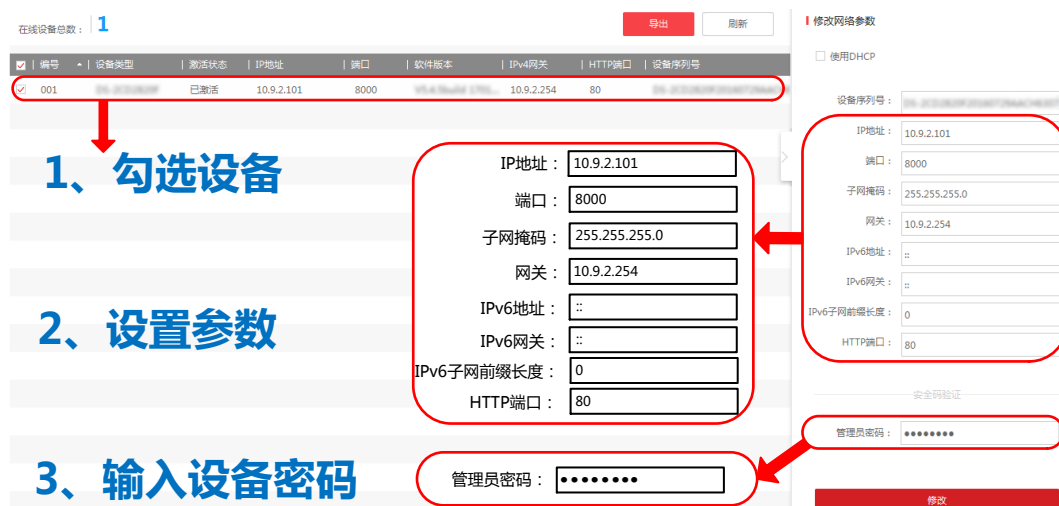 在线设备总数： 1
导出
刷新
编号 设备类型 激活状态 IP地址 端口 软件版本 IPv4网关 HTTP端口 设备序列号
001 DS-2CD2820F 已激活 10.9.2.101 8000 10.9.2.254 80
1、勾选设备
2、设置参数
3、输入设备密码
IP地址： 10.9.2.101
端口： 8000
子网掩码： 255.255.255.0
网关： 10.9.2.254
IPv6地址： ::
IPv6网关： ::
IPv6子网前缀长度： 0
HTTP端口： 80
管理员密码： ●●●●●●●●
修改网络参数
使用DHCP
设备序列号：
IP地址： 10.9.2.101
端口： 8000
子网掩码： 255.255.255.0
网关： 10.9.2.254
IPv6地址： ::
IPv6网关： ::
IPv6子网前缀长度： 0
HTTP端口： 80
安全码验证
管理员密码： ●●●●●●●●
修改